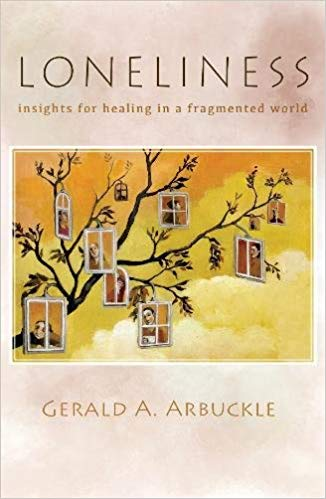 LONELINESS
insights for healing in a fragmented world
GERALD A. ARBUCKLE